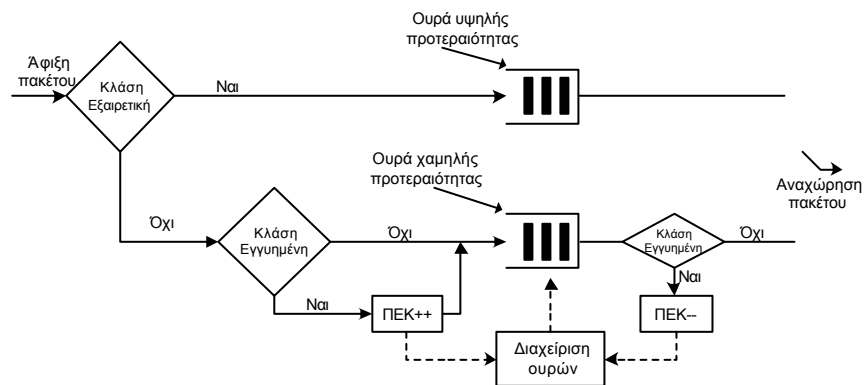 Ουρά υψηλής
προτεραιότητας
Άφιξη
πακέτου
Κλάση
Εξαιρετική
Ναι
Ουρά χαμηλής
προτεραιότητας
Αναχώρηση
πακέτου
Όχι
Κλάση
Εγγυημένη
Όχι
Κλάση
Εγγυημένη
Όχι
Ναι
Ναι
ΠΕΚ++
ΠΕΚ--
Διαχείριση
ουρών